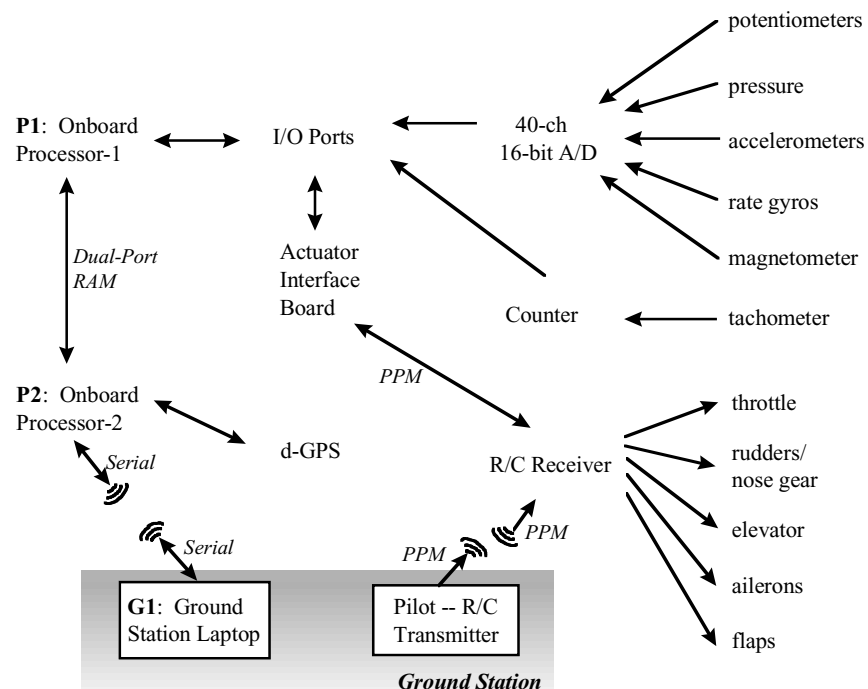 potentiometers
pressure
P1: Onboard
Processor-1
I/O Ports
40-ch
16-bit A/D
accelerometers
rate gyros
magnetometer
Dual-Port
RAM
Actuator
Interface
Board
Counter
tachometer
PPM
P2: Onboard
Processor-2
d-GPS
R/C Receiver
throttle
rudders/
nose gear
elevator
ailerons
flaps
Serial
Serial
PPM
PPM
G1: Ground
Station Laptop
Pilot -- R/C
Transmitter
Ground Station